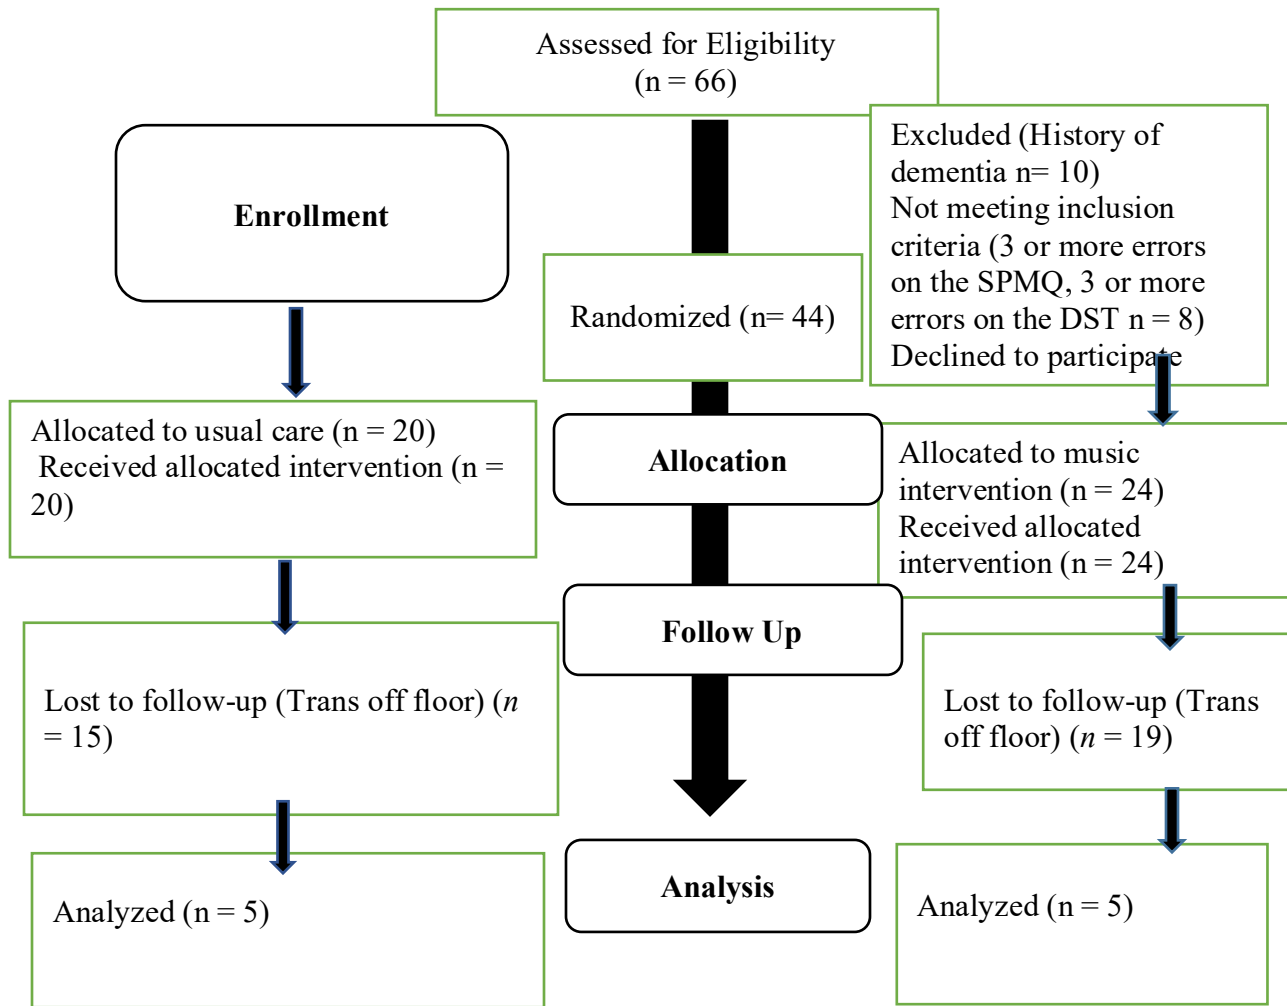 Assessed for Eligibility
(n = 66)
Excluded (History of
dementia n= 10)
Not meeting inclusion
criteria (3 or more errors
on the SPMQ, 3 or more
errors on the DST n = 8)
Declined to participate
Enrollment
Randomized (n= 44)
Allocated to usual care (n = 20)
Received allocated intervention (n =
20)
Allocation
Allocated to music
intervention (n = 24)
Received allocated
intervention (n = 24)
Follow Up
Lost to follow-up (Trans off floor) (n
= 15)
Lost to follow-up (Trans
off floor) (n = 19)
Analysis
Analyzed (n = 5)
Analyzed (n = 5)